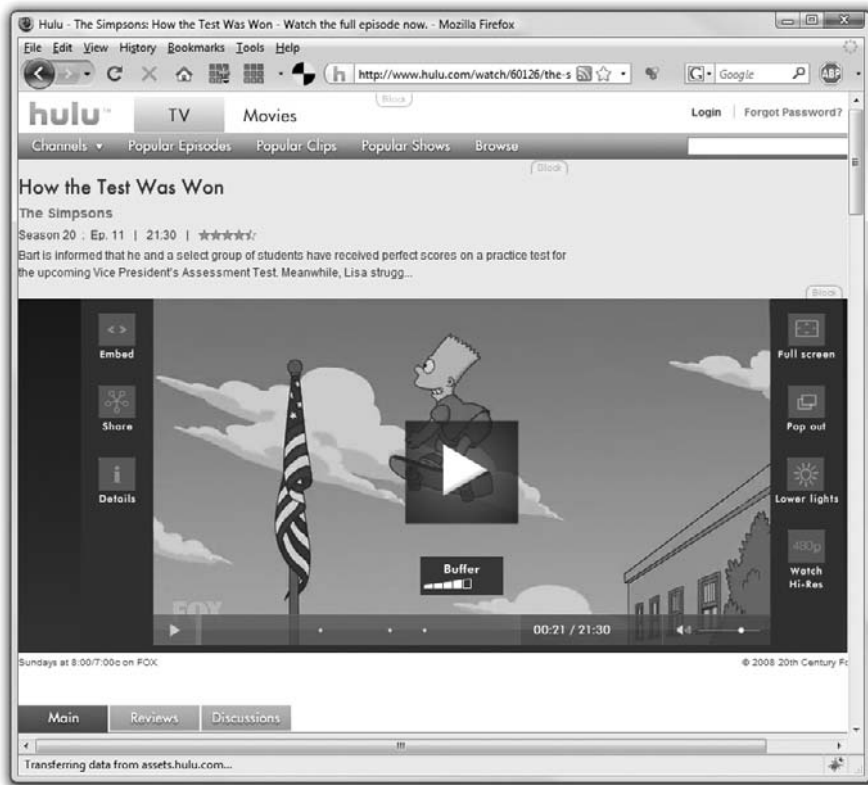 Hulu - The Simpsons: How the Test Was Won - Watch the full episode now. - Mozilla Firefox
File Edit View History Bookmarks Tools Help
h http://www.hulu.com/watch/60126/the-s G Google ABP
Block
hulu TV Movies Login | Forgot Password?
Channels Popular Episodes Popular Clips Popular Shows Browse
Block
How the Test Was Won
The Simpsons
Season 20 : Ep. 11 | 21:30 |
Bart is informed that he and a select group of students have received perfect scores on a practice test for
the upcoming Vice President's Assessment Test. Meanwhile, Lisa strugg...
Block
Embed Full screen
Share Pop out
Details Lower lights
480p
Watch
Hi-Res
Buffer
FOX
00:21 / 21:30
Sundays at 8:00/7:00c on FOX © 2008 20th Century Fo
Main Reviews Discussions
Transferring data from assets.hulu.com...